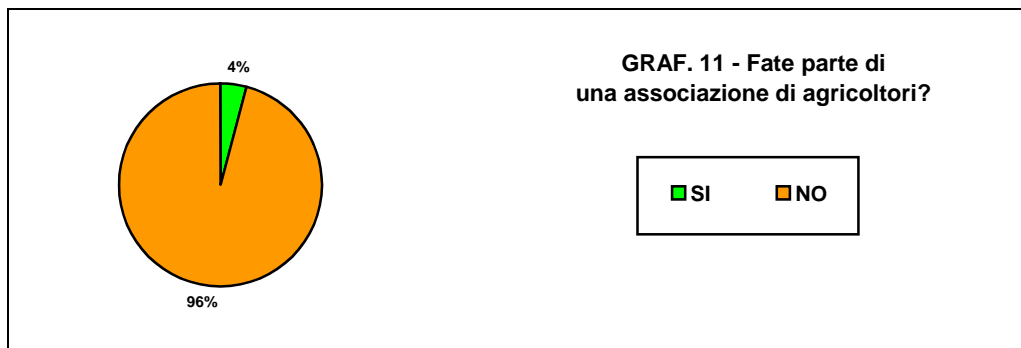 4%
96%
GRAF. 11 - Fate parte di
una associazione di agricoltori?
SI NO